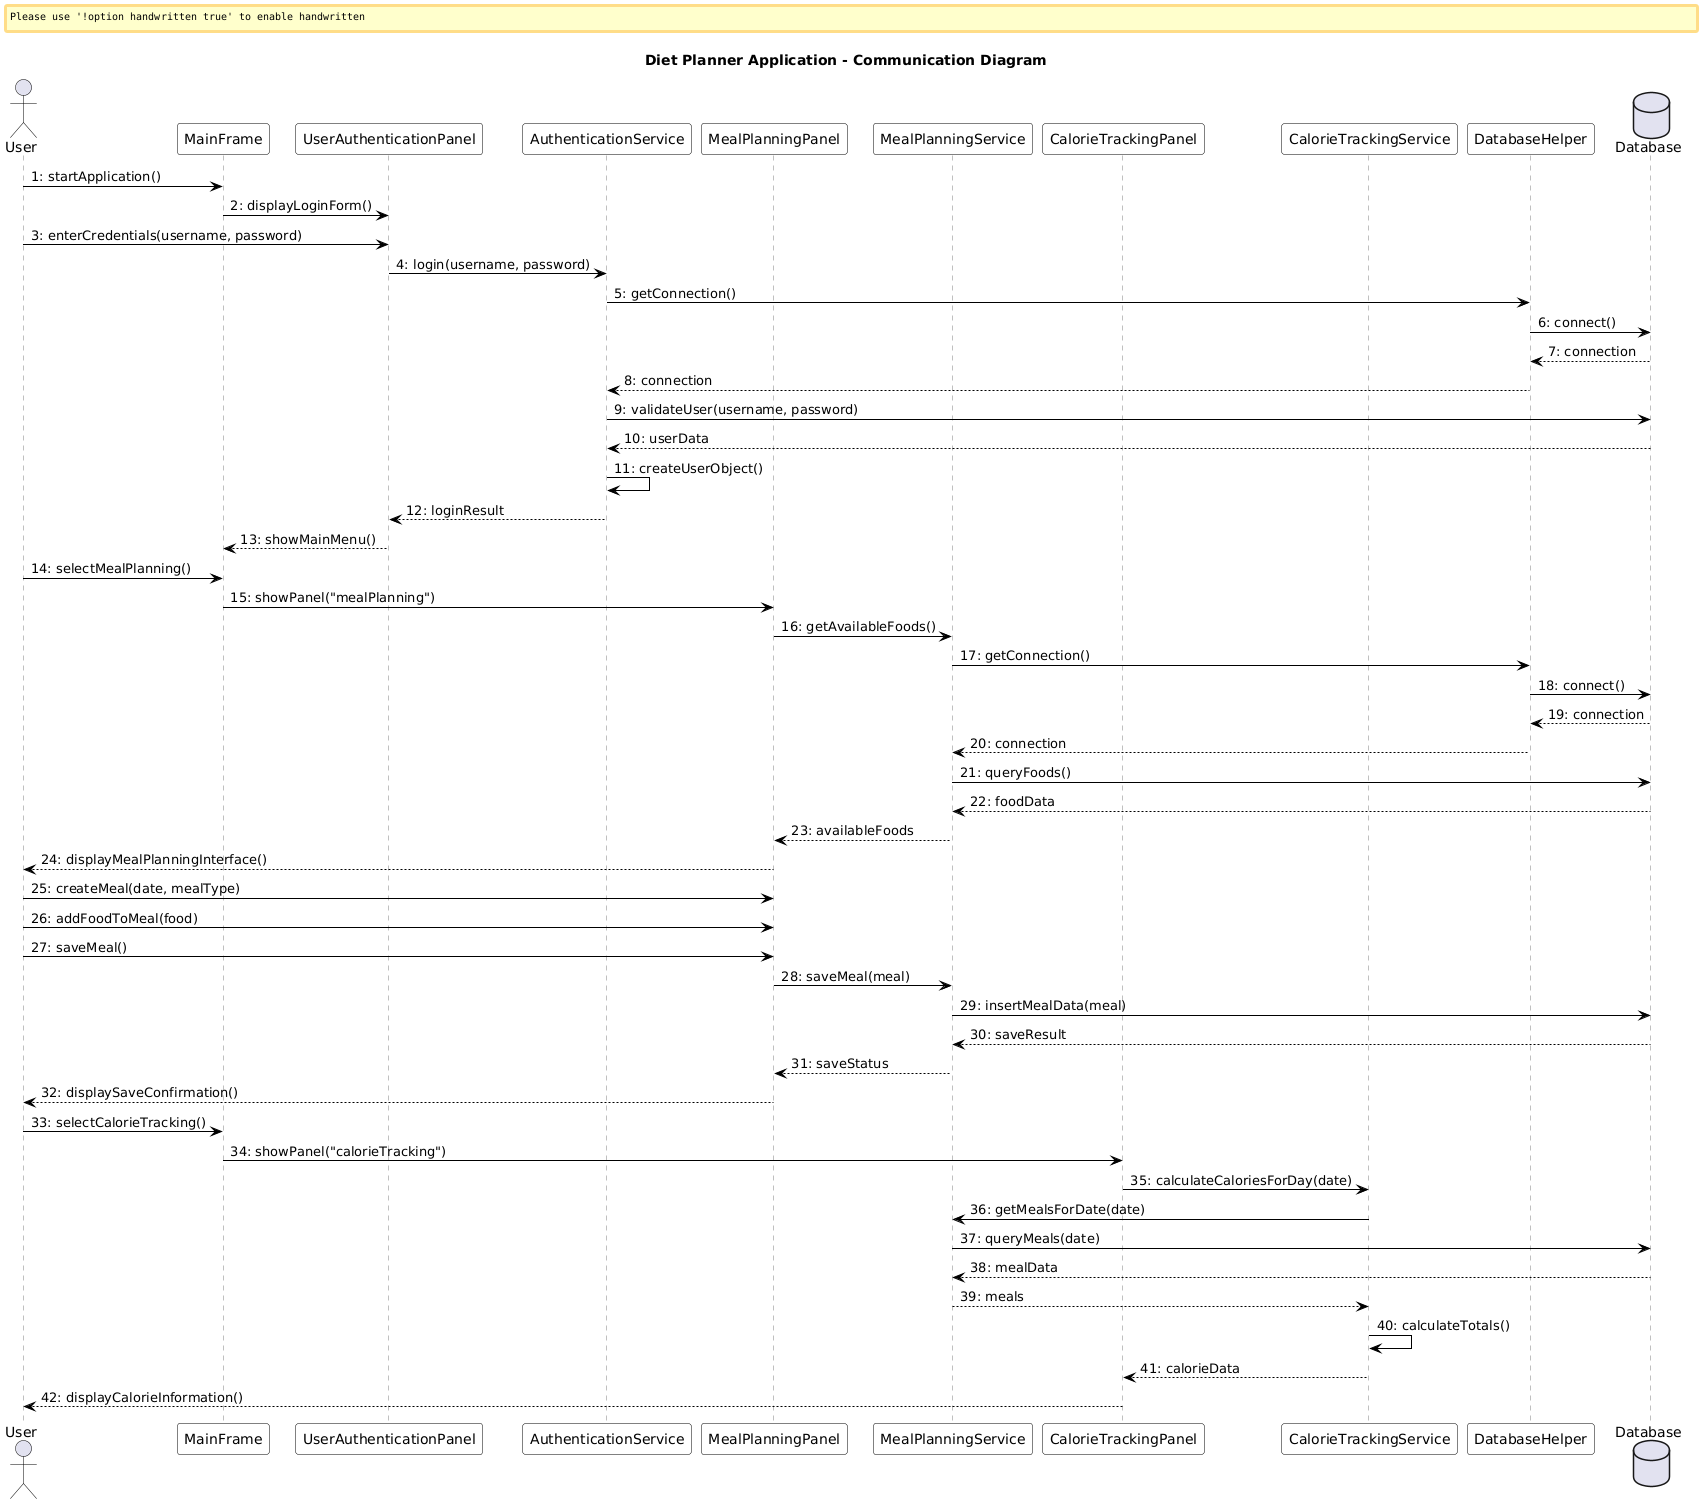 Please use '!option handwritten true' to enable handwritten
Diet Planner Application - Communication Diagram
User
MainFrame
UserAuthenticationPanel
AuthenticationService
MealPlanningPanel
MealPlanningService
CalorieTrackingPanel
CalorieTrackingService
DatabaseHelper
Database
1: startApplication()
2: displayLoginForm()
3: enterCredentials(username, password)
4: login(username, password)
5: getConnection()
6: connect()
7: connection
8: connection
9: validateUser(username, password)
10: userData
11: createUserObject()
12: loginResult
13: showMainMenu()
14: selectMealPlanning()
15: showPanel("mealPlanning")
16: getAvailableFoods()
17: getConnection()
18: connect()
19: connection
20: connection
21: queryFoods()
22: foodData
23: availableFoods
24: displayMealPlanningInterface()
25: createMeal(date, mealType)
26: addFoodToMeal(food)
27: saveMeal()
28: saveMeal(meal)
29: insertMealData(meal)
30: saveResult
31: saveStatus
32: displaySaveConfirmation()
33: selectCalorieTracking()
34: showPanel("calorieTracking")
35: calculateCaloriesForDay(date)
36: getMealsForDate(date)
37: queryMeals(date)
38: mealData
39: meals
40: calculateTotals()
41: calorieData
42: displayCalorieInformation()
User
MainFrame
UserAuthenticationPanel
AuthenticationService
MealPlanningPanel
MealPlanningService
CalorieTrackingPanel
CalorieTrackingService
DatabaseHelper
Database